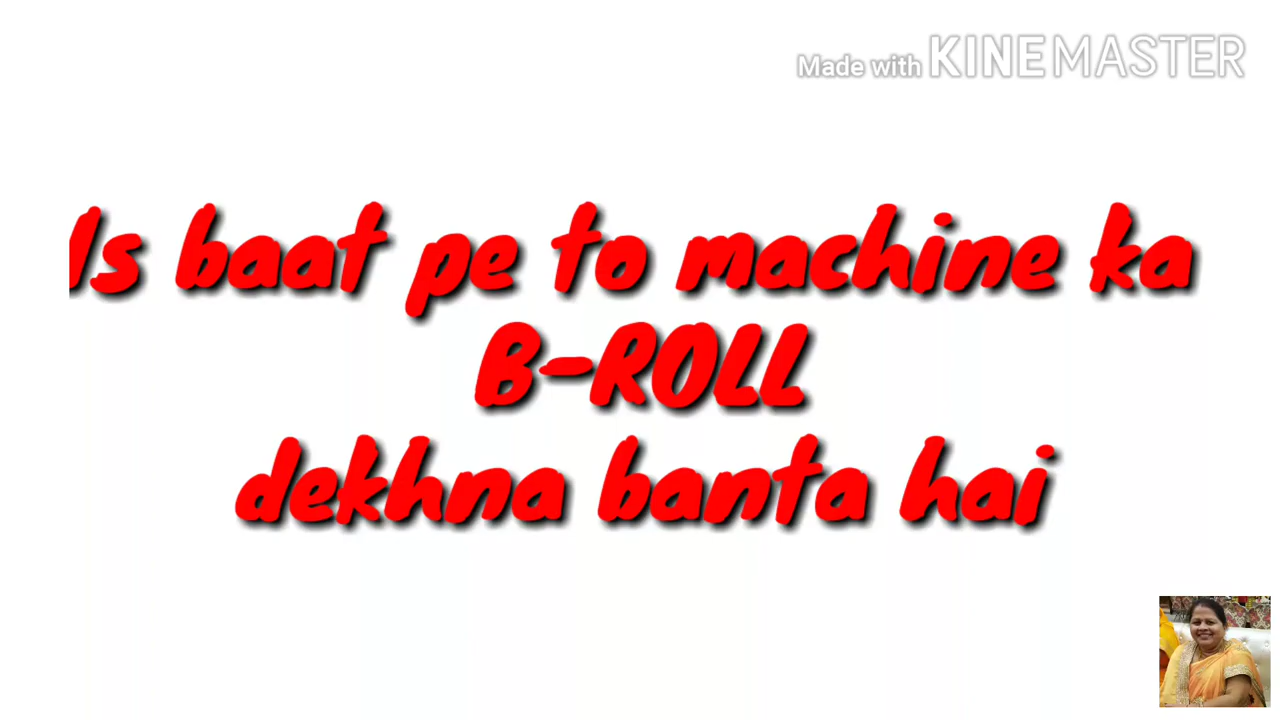 Made with KINEMASTER
Is baat pe to machine ka
B-ROLL
dekhna banta hai